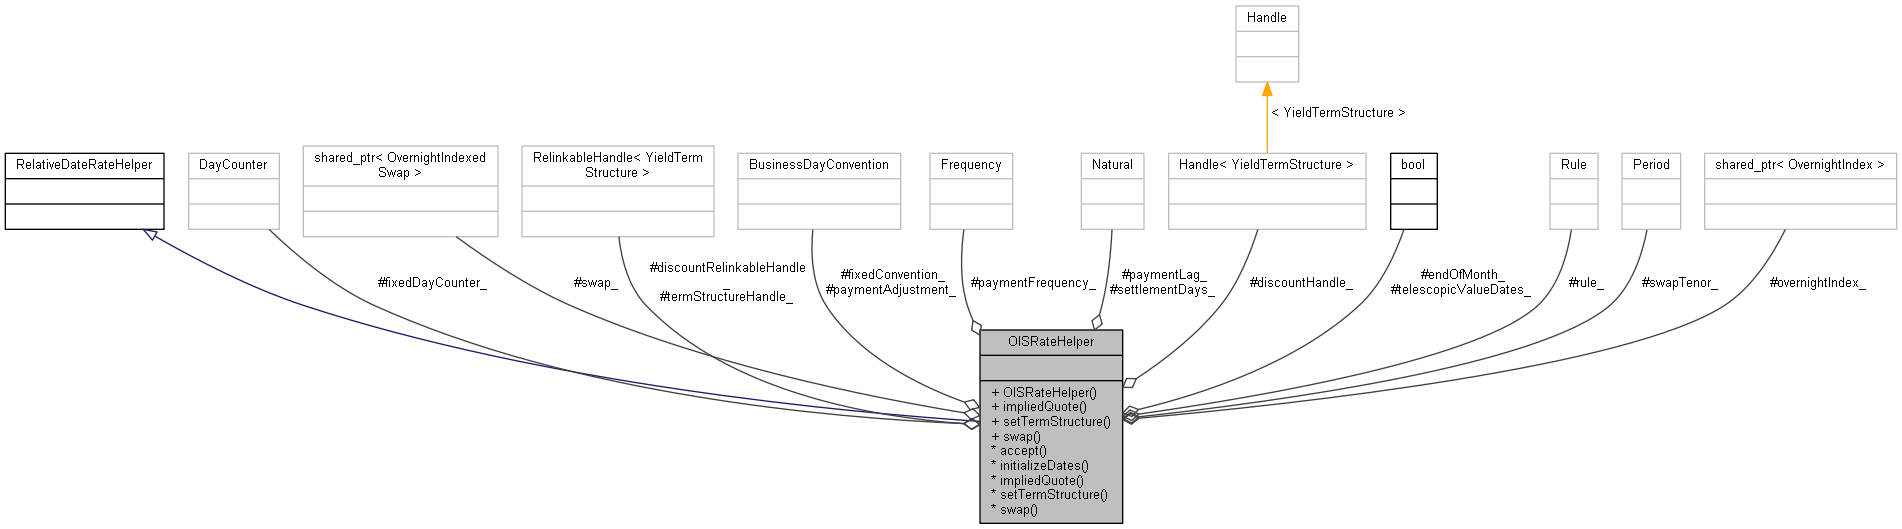 Handle
< YieldTermStructure >
RelativeDateRateHelper
DayCounter
shared_ptr< OvernightIndexed
Swap >
RelinkableHandle< YieldTerm
Structure >
BusinessDayConvention
Frequency
Natural
Handle< YieldTermStructure >
bool
Rule
Period
shared_ptr< OvernightIndex >
#fixedDayCounter_
#swap_
#discountRelinkableHandle
_
#termStructureHandle_
#fixedConvention_
#paymentAdjustment_
#paymentFrequency_
#paymentLag_
#settlementDays_
#discountHandle_
#endOfMonth_
#telescopicValueDates_
#rule_
#swapTenor_
#overnightIndex_
OISRateHelper
+ OISRateHelper()
+ impliedQuote()
+ setTermStructure()
+ swap()
* accept()
* initializeDates()
* impliedQuote()
* setTermStructure()
* swap()